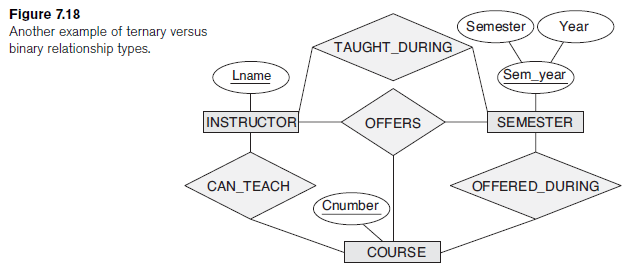 Figure 7.18
Another example of ternary versus
binary relationship types.
Semester
Year
TAUGHT_DURING
Lname
Sem_year
INSTRUCTOR
OFFERS
SEMESTER
CAN_TEACH
OFFERED_DURING
Cnumber
COURSE